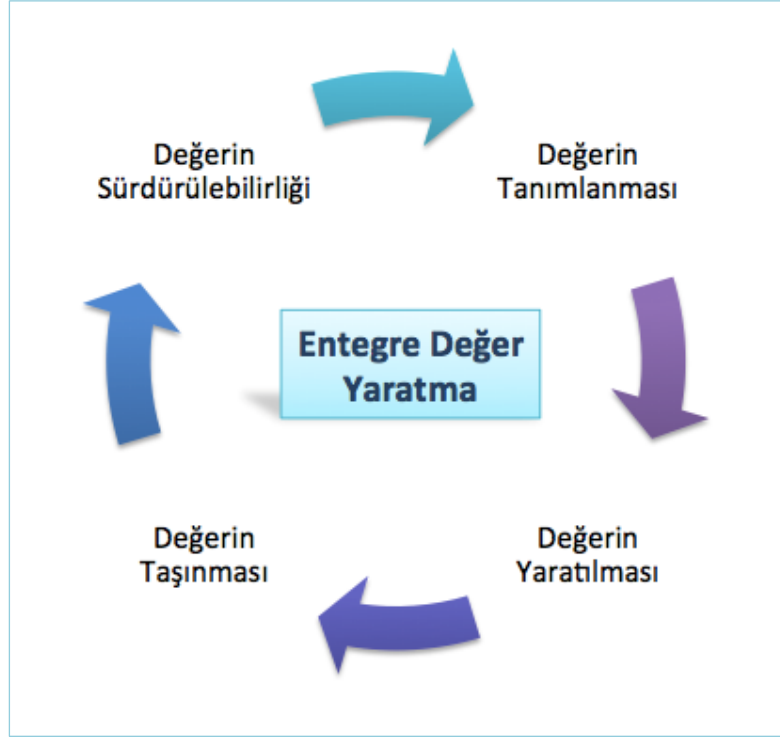 Değerin
Sürdürülebilirliği
Değerin
Tanımlanması
Entegre Değer
Yaratma
Değerin
Taşınması
Değerin
Yaratılması